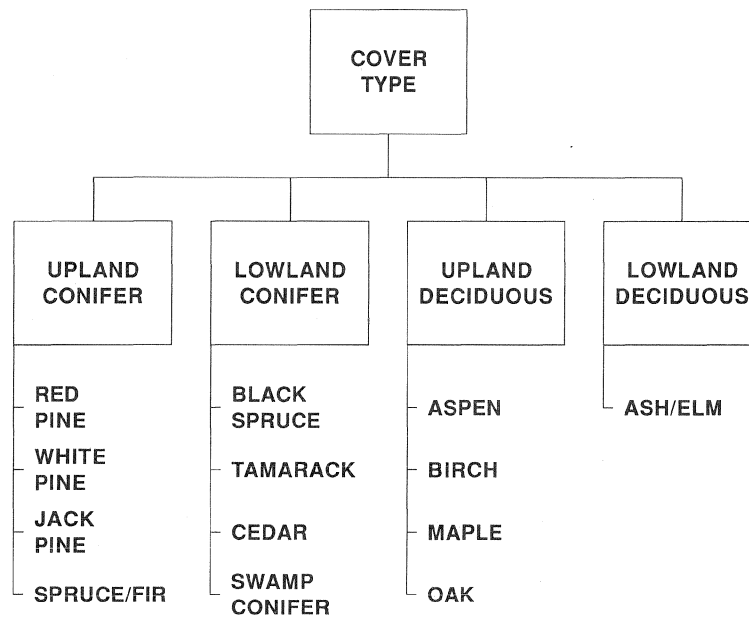 COVER
TYPE
UPLAND
CONIFER
LOWLAND
CONIFER
UPLAND
DECIDUOUS
LOWLAND
DECIDUOUS
RED
PINE
WHITE
PINE
JACK
PINE
SPRUCE/FIR
BLACK
SPRUCE
TAMARACK
CEDAR
SWAMP
CONIFER
ASPEN
BIRCH
MAPLE
OAK
ASH/ELM